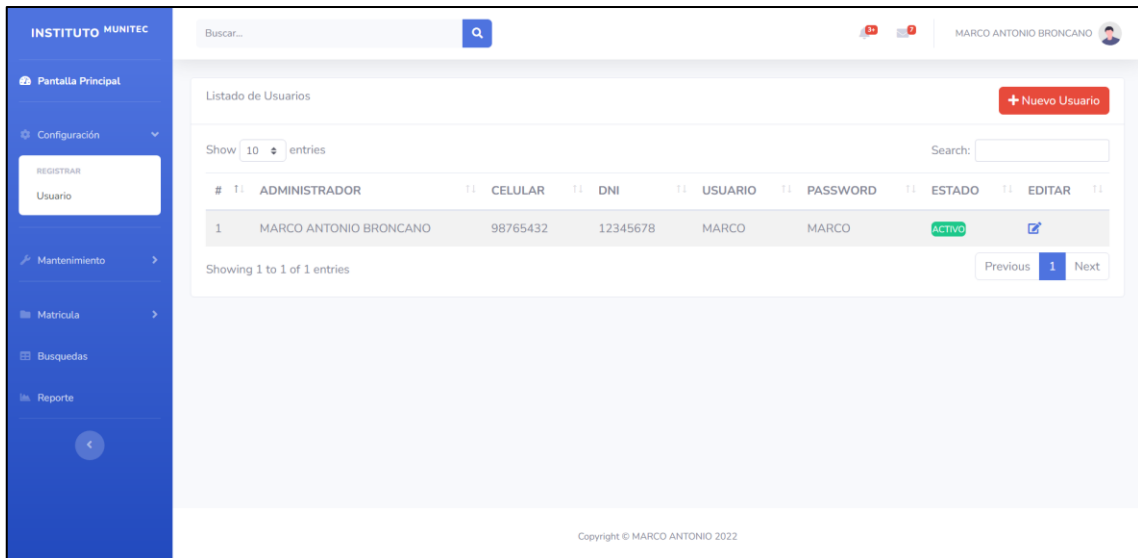 INSTITUTO MUNITEC
Buscar...
3+
7
MARCO ANTONIO BRONCANO
Pantalla Principal
Configuración
REGISTRAR
Usuario
Mantenimiento
Matricula
Busquedas
Reporte
Listado de Usuarios
+ Nuevo Usuario
Show 10 entries
Search:
# ADMINISTRADOR CELULAR DNI USUARIO PASSWORD ESTADO EDITAR
1 MARCO ANTONIO BRONCANO 98765432 12345678 MARCO MARCO ACTIVO
Showing 1 to 1 of 1 entries
Previous 1 Next
Copyright © MARCO ANTONIO 2022